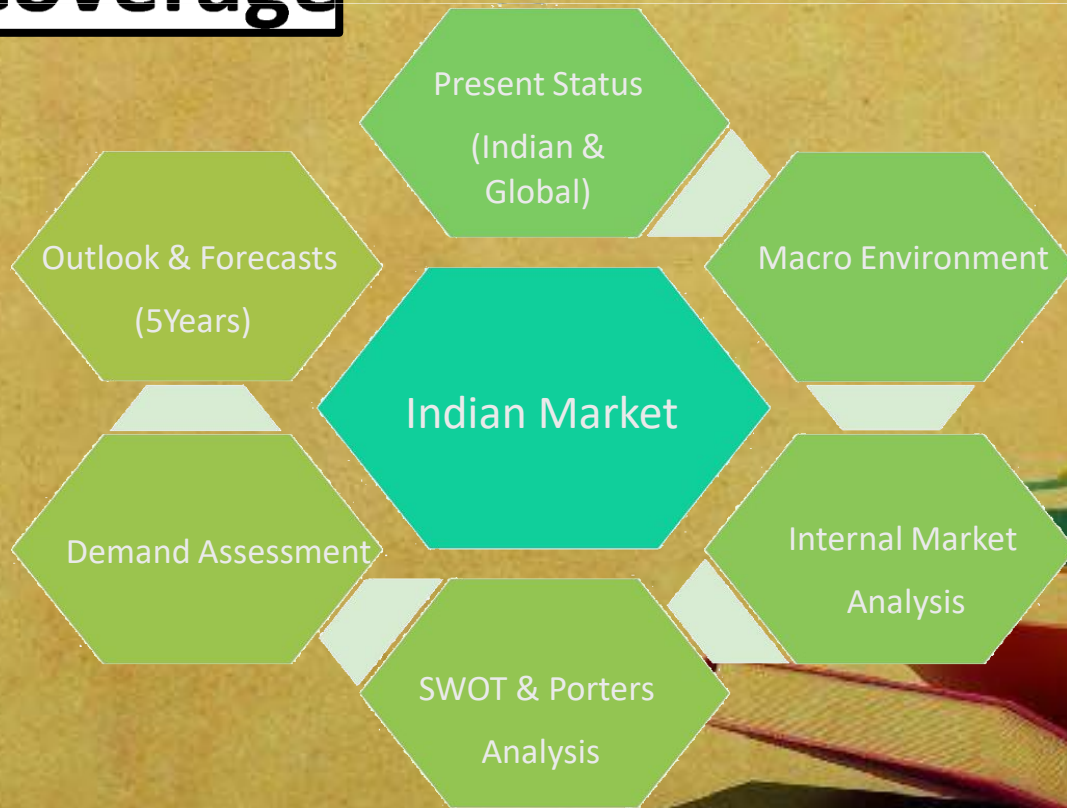 Coverage
Present Status
(Indian &
Global)
Macro Environment
Internal Market
Analysis
SWOT & Porters
Analysis
Demand Assessment
Outlook & Forecasts
(5Years)
Indian Market